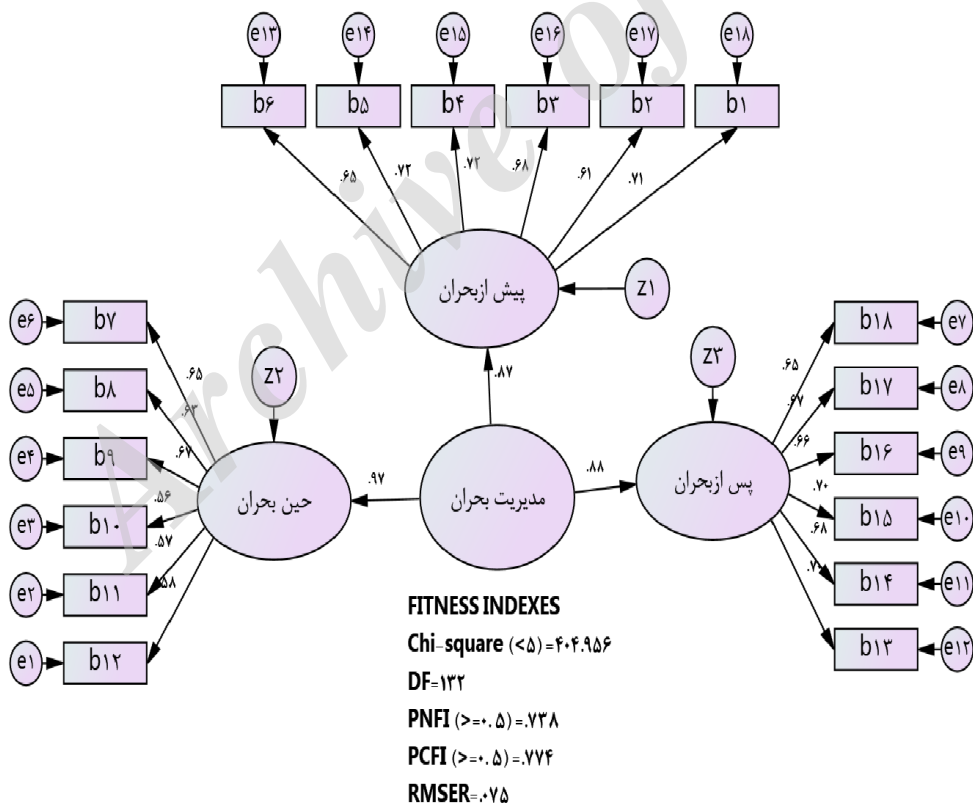 e۱۳ e۱۴ e۱۵ e۱۶ e۱۷ e۱۸
b۶ b۵ b۴ b۳ b۲ b۱
.۶۵ .۷۲ .۷۲ .۶۸ .۶۱ .۷۱
پیش ازبحران
z۱
.۸۷
e۶ b۷
e۵ b۸
e۴ b۹
e۳ b۱۰
e۲ b۱۱
e۱ b۱۲
.۶۵
.۶۳
.۶۷
.۵۶
.۵۷
.۵۸
z۲
حین بحران
.۹۷
مدیریت بحران
.۸۸
z۳
پس ازبحران
.۶۵
.۶۷
.۶۶
.۷۰
.۶۸
b۱۸ e۷
b۱۷ e۸
b۱۶ e۹
b۱۵ e۱۰
b۱۴ e۱۱
b۱۳ e۱۲
FITNESS INDEXES
Chi-square (<۵)=۴۰۴.۹۵۶
DF=۱۳۲
PNFI (>=۰.۵)=.۷۳۸
PCFI (>=۰.۵)=.۷۷۴
RMSER=.۰۷۵
Archive of